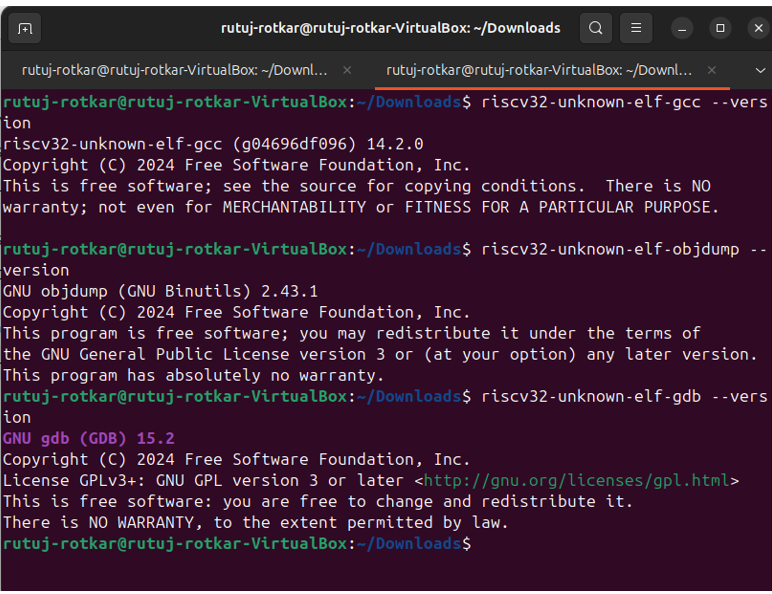 rutuj-rotkar@rutuj-rotkar-VirtualBox: ~/Downloads
rutuj-rotkar@rutuj-rotkar-VirtualBox: ~/Downl...
rutuj-rotkar@rutuj-rotkar-VirtualBox: ~/Downl...
rutuj-rotkar@rutuj-rotkar-VirtualBox:~/Downloads$ riscv32-unknown-elf-gcc --vers
ion
riscv32-unknown-elf-gcc (g04696df096) 14.2.0
Copyright (C) 2024 Free Software Foundation, Inc.
This is free software; see the source for copying conditions.  There is NO
warranty; not even for MERCHANTABILITY or FITNESS FOR A PARTICULAR PURPOSE.
rutuj-rotkar@rutuj-rotkar-VirtualBox:~/Downloads$ riscv32-unknown-elf-objdump --
version
GNU objdump (GNU Binutils) 2.43.1
Copyright (C) 2024 Free Software Foundation, Inc.
This program is free software; you may redistribute it under the terms of
the GNU General Public License version 3 or (at your option) any later version.
This program has absolutely no warranty.
rutuj-rotkar@rutuj-rotkar-VirtualBox:~/Downloads$ riscv32-unknown-elf-gdb --vers
ion
GNU gdb (GDB) 15.2
Copyright (C) 2024 Free Software Foundation, Inc.
License GPLv3+: GNU GPL version 3 or later <http://gnu.org/licenses/gpl.html>
This is free software: you are free to change and redistribute it.
There is NO WARRANTY, to the extent permitted by law.
rutuj-rotkar@rutuj-rotkar-VirtualBox:~/Downloads$